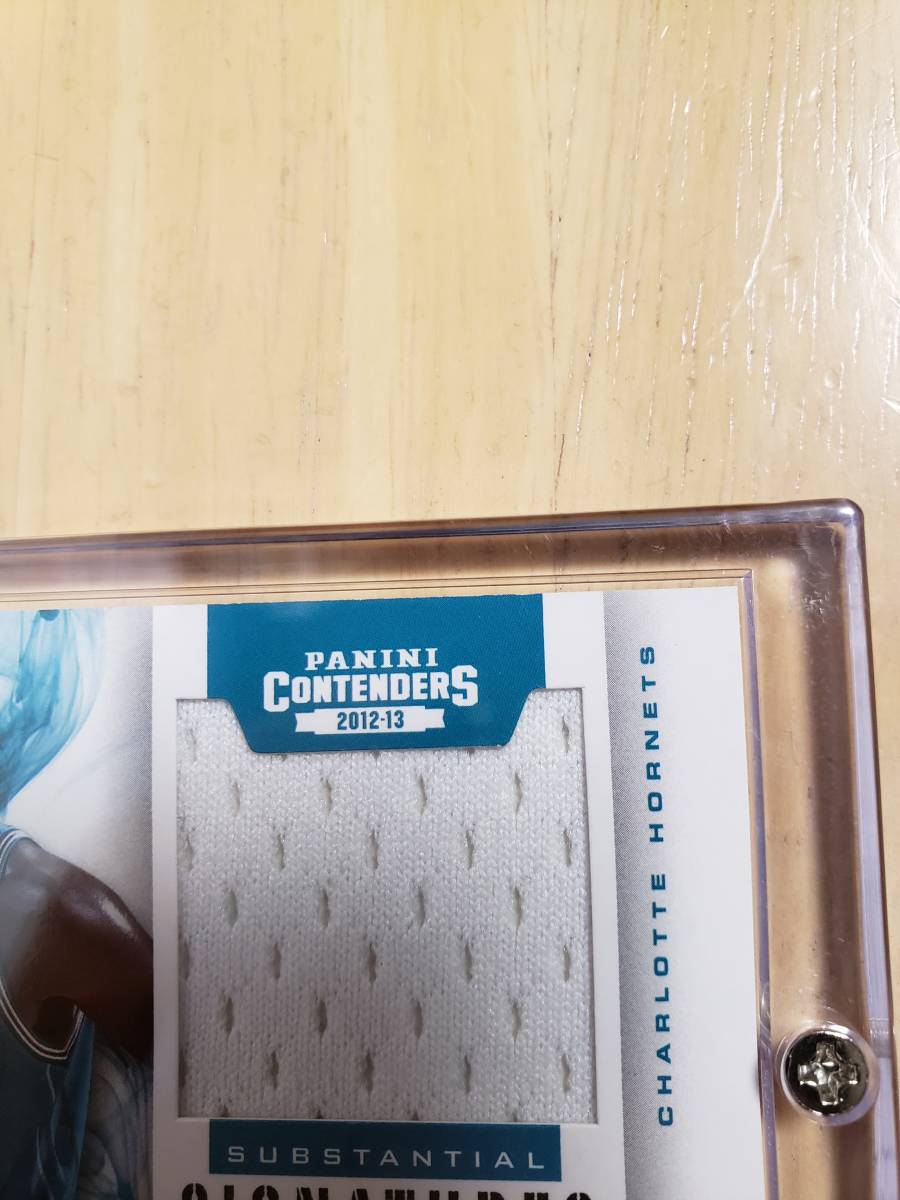 PANINI
CONTENDERS
2012-13
CHARLOTTE HORNETS
SUBSTANTIAL